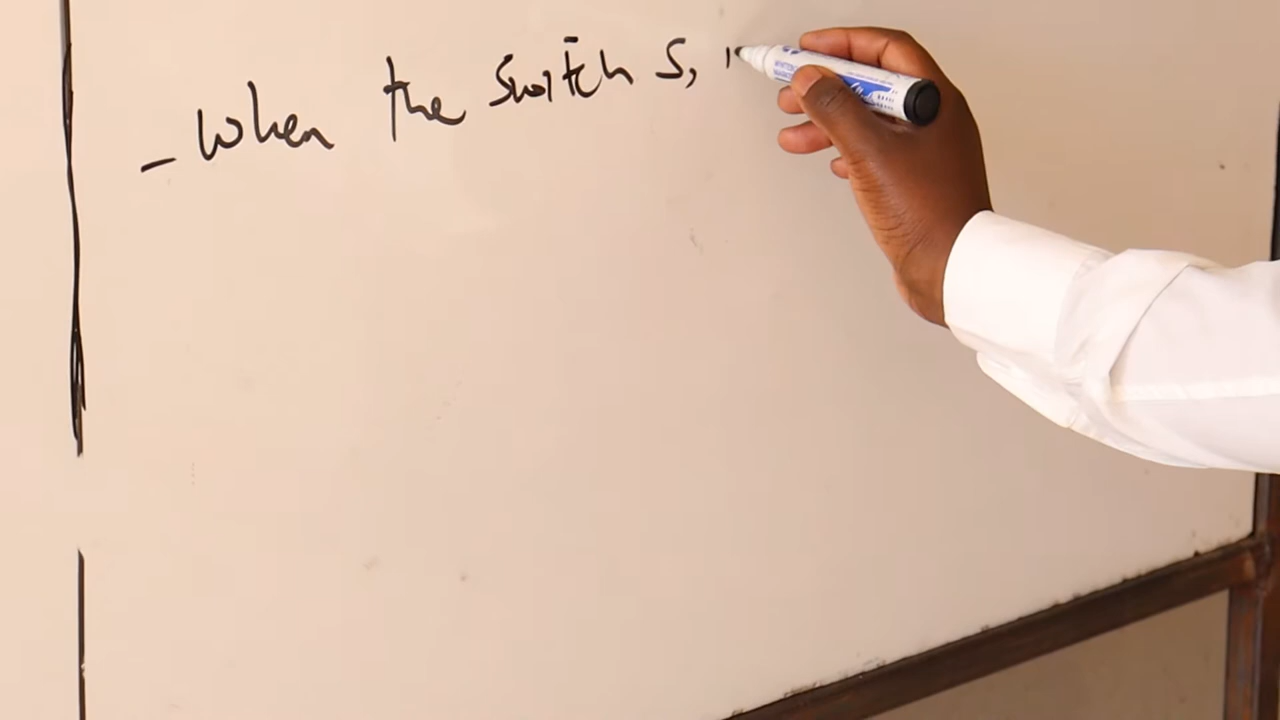 - When the switch S,